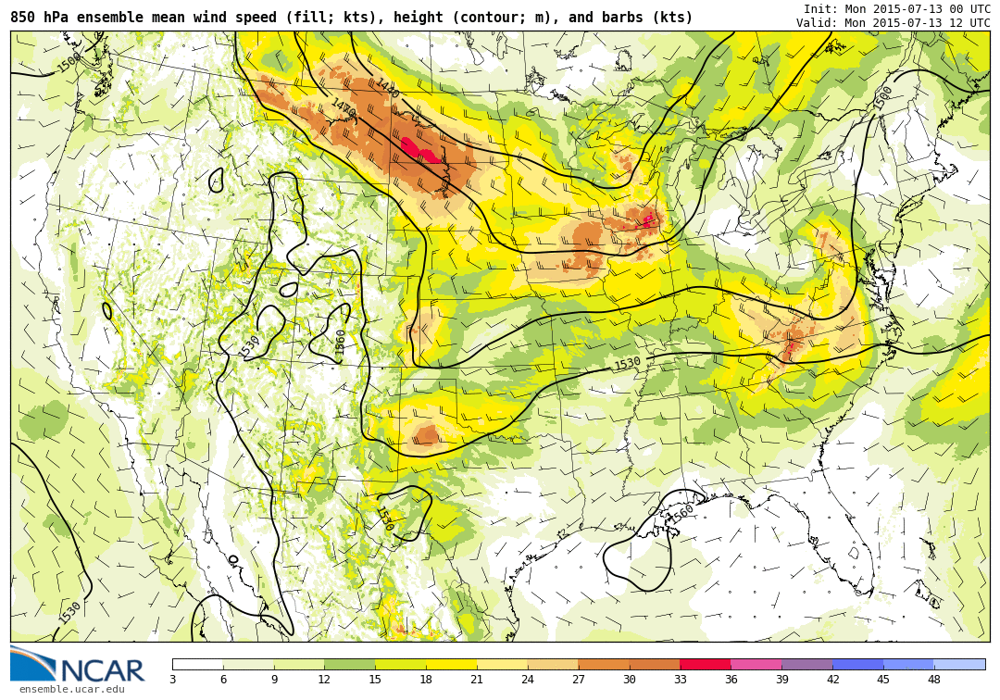 850 hPa ensemble mean wind speed (fill; kts), height (contour; m), and barbs (kts)
Init: Mon 2015-07-13 00 UTC
Valid: Mon 2015-07-13 12 UTC
1500
1440
1470
1500
1530
1560
1530
1530
1560
1530
NCAR
ensemble.ucar.edu
3 6 9 12 15 18 21 24 27 30 33 36 39 42 45 48